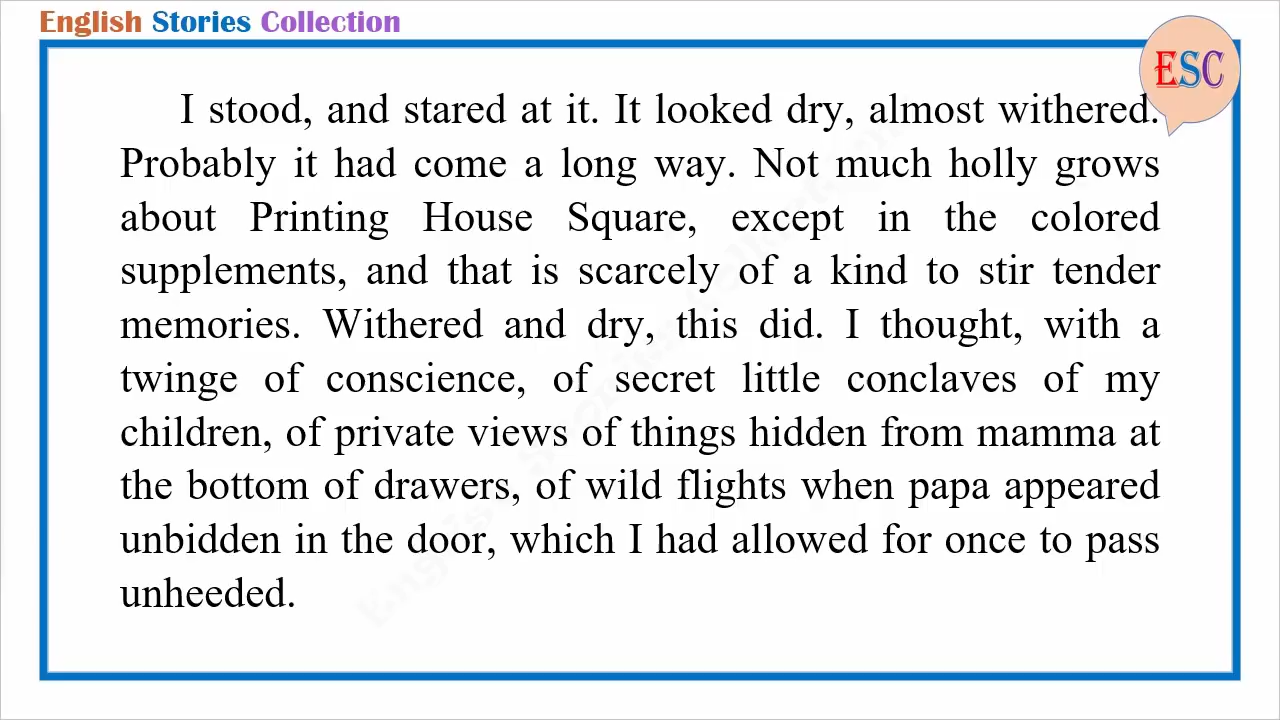 English Stories Collection
ESC
I stood, and stared at it. It looked dry, almost withered.
Probably it had come a long way. Not much holly grows
about Printing House Square, except in the colored
supplements, and that is scarcely of a kind to stir tender
memories. Withered and dry, this did. I thought, with a
twinge of conscience, of secret little conclaves of my
children, of private views of things hidden from mamma at
the bottom of drawers, of wild flights when papa appeared
unbidden in the door, which I had allowed for once to pass
unheeded.
English Stories Collection